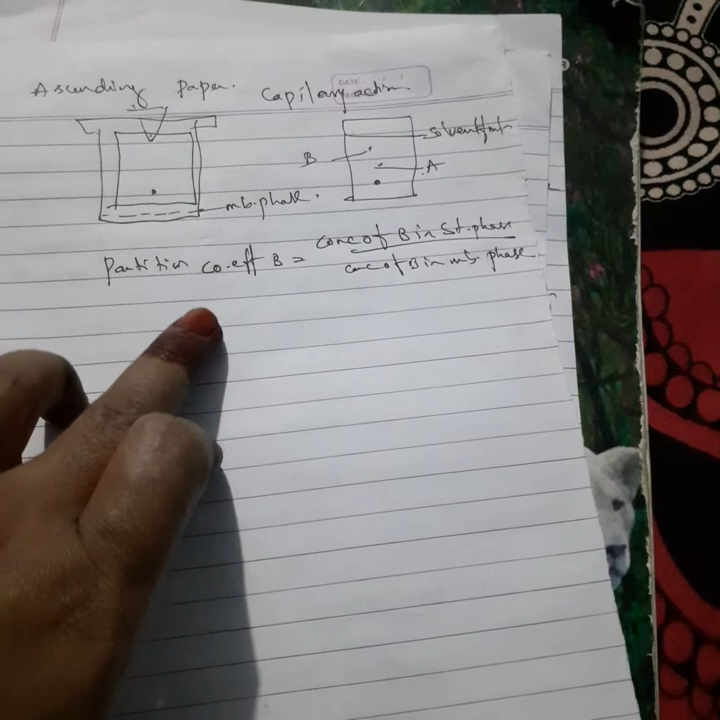 Ascending Paper. Capilary action
DATE
Solvent fmt
B
A
mb.phase.
Partition co.eff B = conc of B in St.phase
conc of B in mb phase.